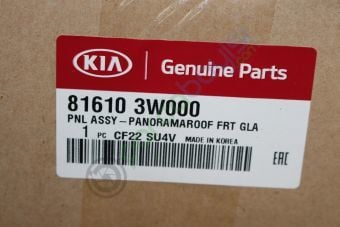 KIA Genuine Parts
81610 3W000
PNL ASSY-PANORAMAROOF FRT GLA
1 PC CF22 SU4V MADE IN KOREA
EAC